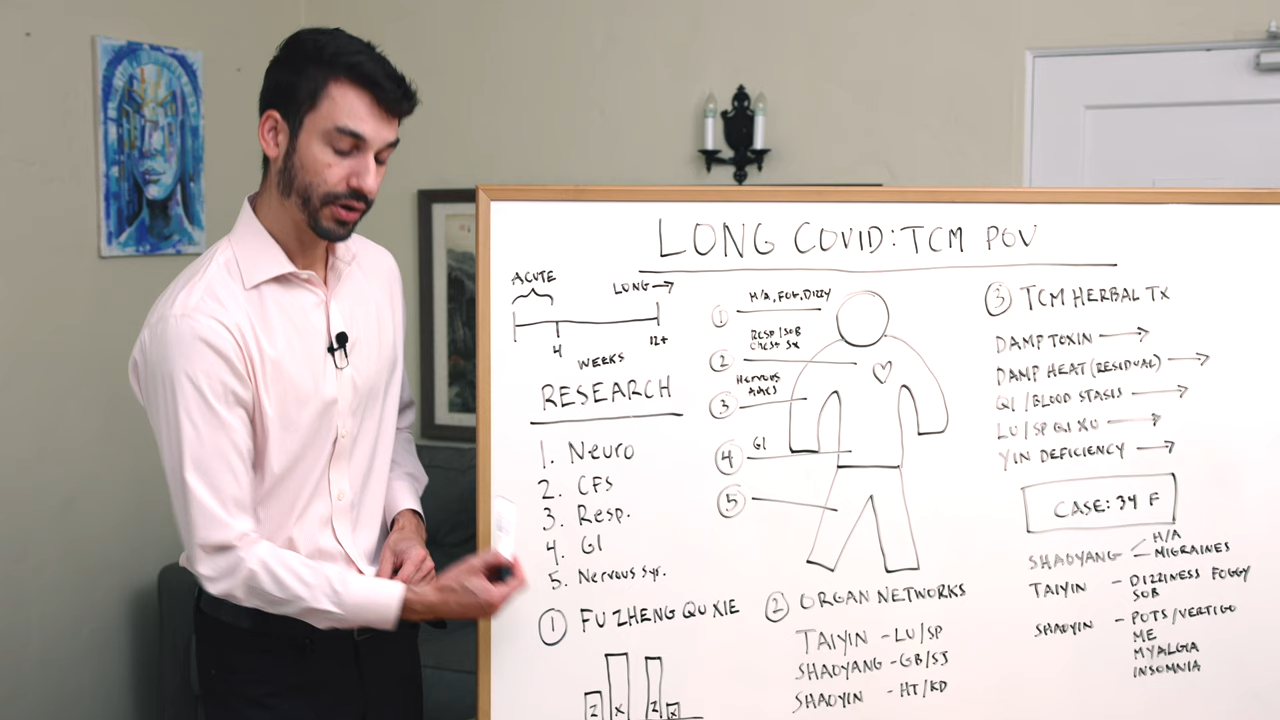 LONG COVID: TCM POV
ACUTE
LONG →
4
12+
WEEKS
RESEARCH
1. Neuro
2. CFS
3. Resp.
4. GI
5. Nervous Sys.
① FU ZHENG QU XIE
Z X Z X
① H/A, FOG, DIZZY
② RESP/SOB
CHEST SX
③ NERVOUS
④ GI
⑤
② ORGAN NETWORKS
TAIYIN - LU/SP
SHAOYANG - GB/SJ
SHAOYIN - HT/KD
③ TCM HERBAL TX
DAMP TOXIN →
DAMP HEAT (RESIDUAL) →
QI/BLOOD STASIS →
LU/SP QI XU →
YIN DEFICIENCY →
CASE: 34 F
SHAOYANG - H/A
- MIGRAINES
TAIYIN - DIZZINESS FOGGY
SOB
SHAOYIN - POTS/VERTIGO
ME
MYALGIA
INSOMNIA